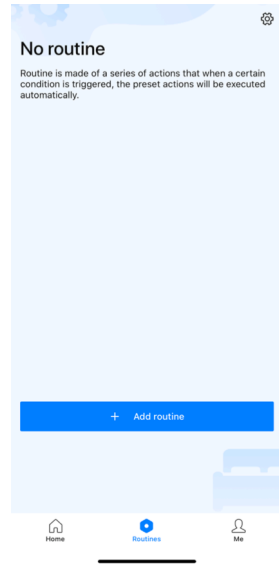 No routine
Routine is made of a series of actions that when a certain
condition is triggered, the preset actions will be executed
automatically.
+ Add routine
Home
Routines
Me